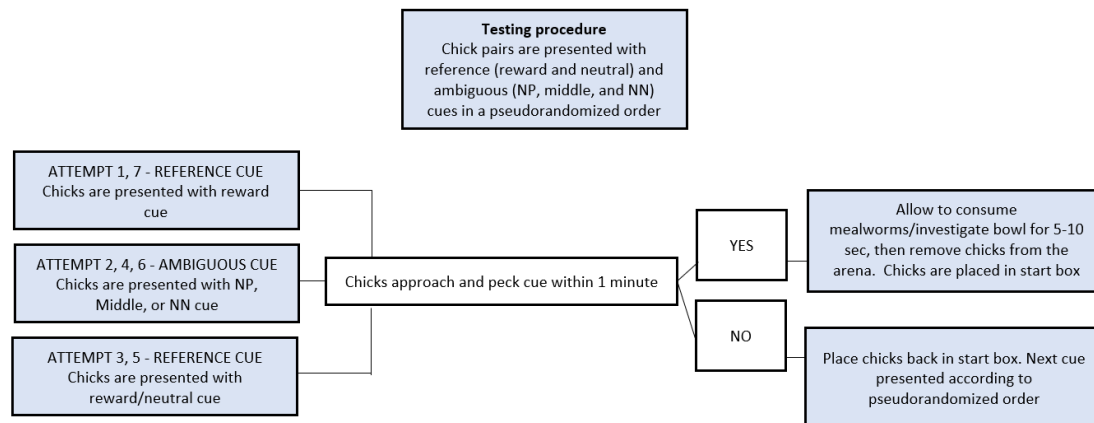 Testing procedure
Chick pairs are presented with
reference (reward and neutral) and
ambiguous (NP, middle, and NN)
cues in a pseudorandomized order
ATTEMPT 1, 7 - REFERENCE CUE
Chicks are presented with reward
cue
ATTEMPT 2, 4, 6 - AMBIGUOUS CUE
Chicks are presented with NP,
Middle, or NN cue
ATTEMPT 3, 5 - REFERENCE CUE
Chicks are presented with
reward/neutral cue
Chicks approach and peck cue within 1 minute
YES
Allow to consume
mealworms/investigate bowl for 5-10
sec, then remove chicks from the
arena.  Chicks are placed in start box
NO
Place chicks back in start box. Next cue
presented according to
pseudorandomized order